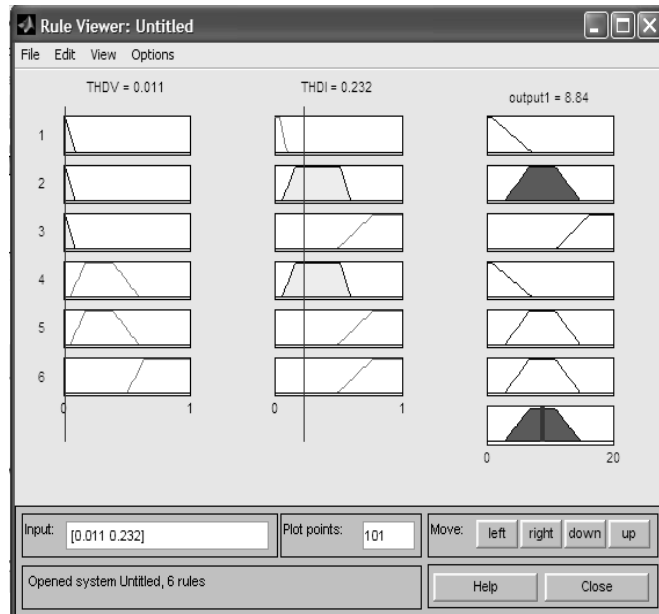 Rule Viewer: Untitled
File Edit View Options
THDV = 0.011
THDI = 0.232
output1 = 8.84
1
2
3
4
5
6
0 1
0 1
0 20
Input: [0.011 0.232]
Plot points: 101
Move: left right down up
Opened system Untitled, 6 rules
Help Close